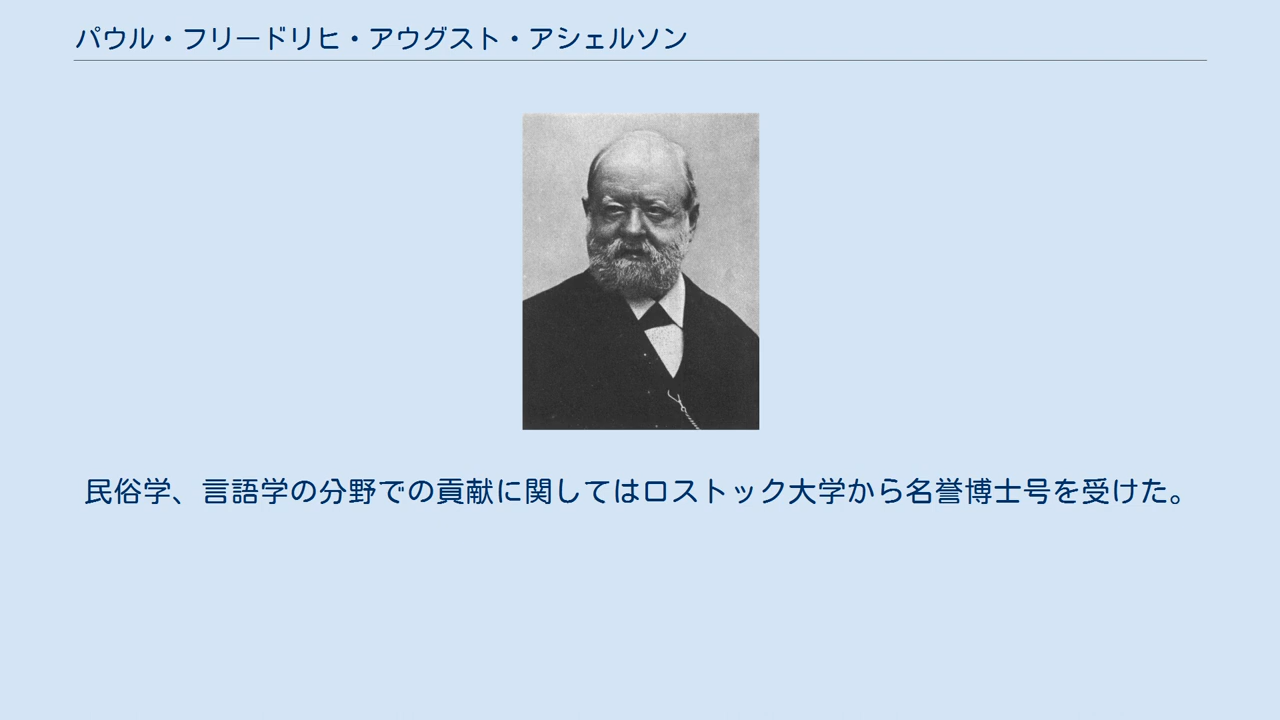 パウル・フリードリヒ・アウグスト・アシェルソン
民俗学、言語学の分野での貢献に関してはロストック大学から名誉博士号を受けた。